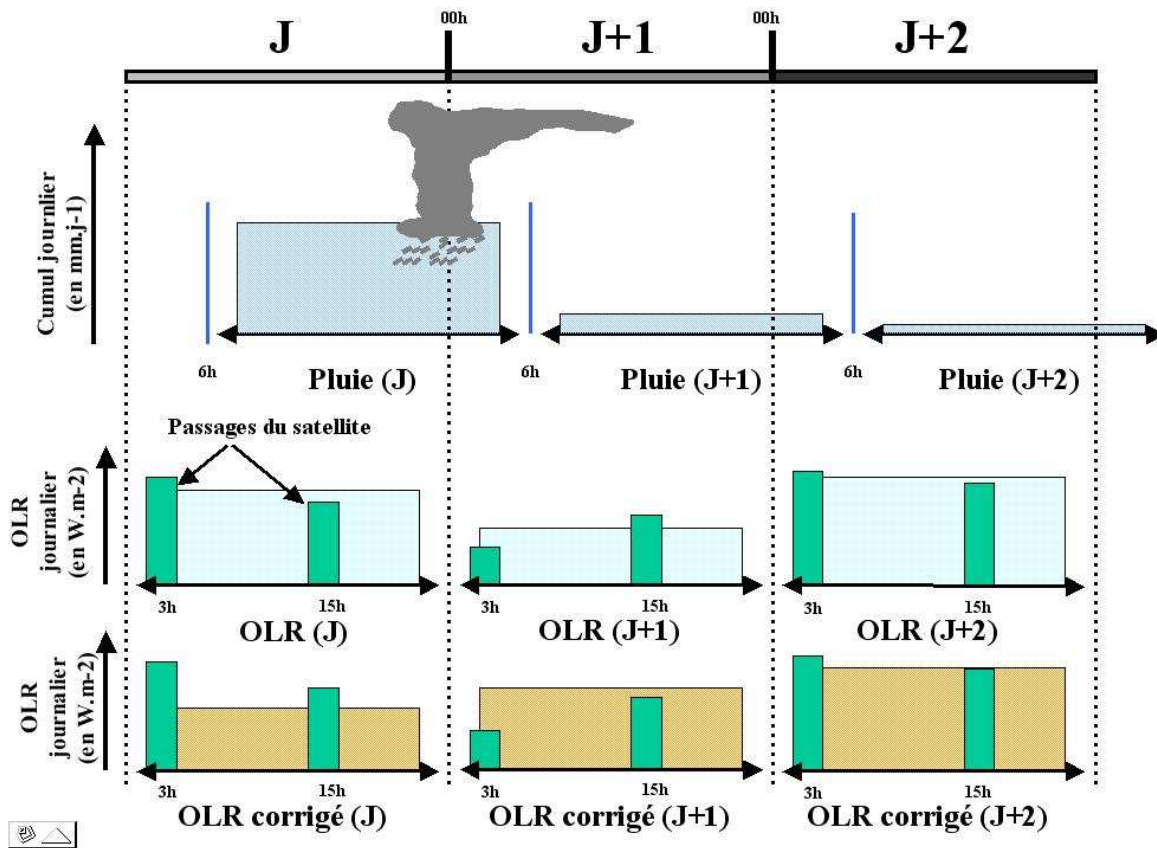 00h
00h
J
J+1
J+2
Cumul journlier
(en mm.j-1)
6h
6h
6h
Pluie (J)
Pluie (J+1)
Pluie (J+2)
Passages du satellite
OLR
journalier
(en W.m-2)
3h
15h
3h
15h
3h
15h
OLR (J)
OLR (J+1)
OLR (J+2)
OLR
journalier
(en W.m-2)
3h
15h
3h
15h
3h
15h
OLR corrigé (J)
OLR corrigé (J+1)
OLR corrigé (J+2)